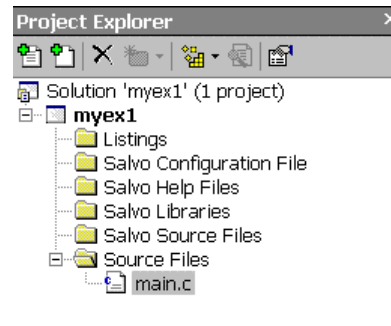 Project Explorer
Solution 'myex1' (1 project)
myex1
Listings
Salvo Configuration File
Salvo Help Files
Salvo Libraries
Salvo Source Files
Source Files
main.c